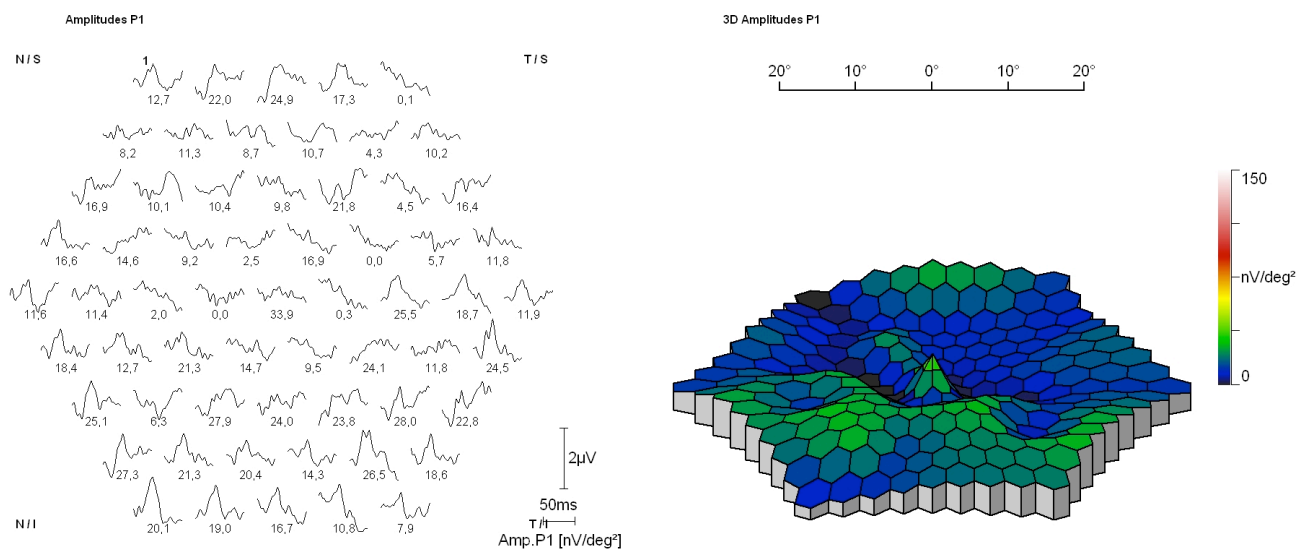 Amplitudes P1
3D Amplitudes P1
N / S
1
T / S
12,7 22,0 24,9 17,3 0,1
8,2 11,3 8,7 10,7 4,3 10,2
16,9 10,1 10,4 9,8 21,8 4,5 16,4
16,6 14,6 9,2 2,5 16,9 0,0 5,7 11,8
11,6 11,4 2,0 0,0 33,9 0,3 25,5 18,7 11,9
18,4 12,7 21,3 14,7 9,5 24,1 11,8 24,5
25,1 6,3 27,9 24,0 23,8 28,0 22,8
27,3 21,3 20,4 14,3 26,5 18,6
20,1 19,0 16,7 10,8 7,9
N / I
T / I
2µV
50ms
Amp.P1 [nV/deg²]
20° 10° 0° 10° 20°
150
nV/deg²
0